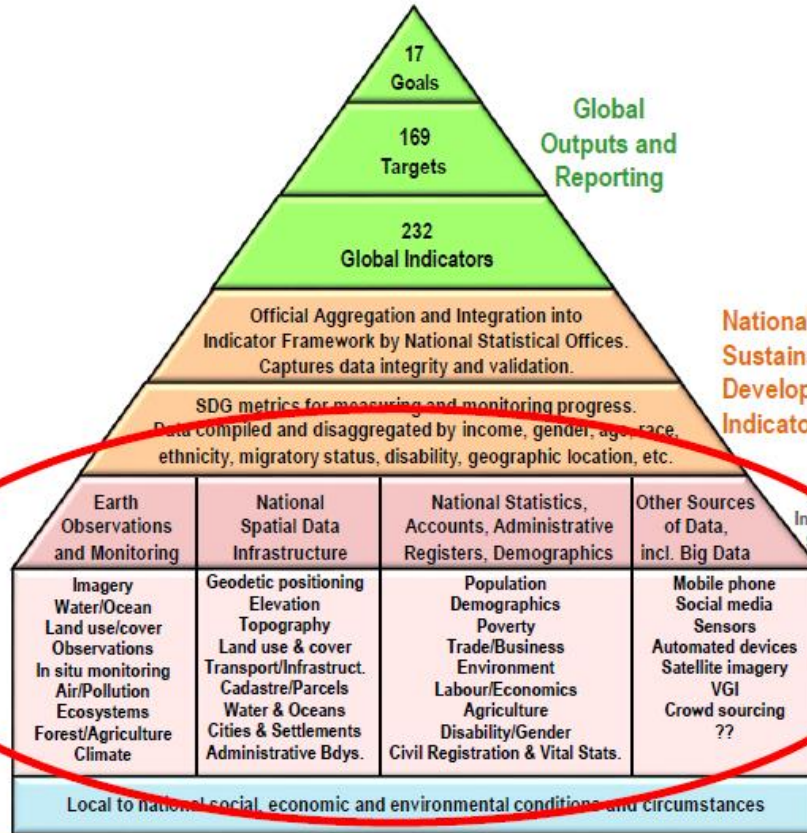 17
Goals
169
Targets
232
Global Indicators
Global
Outputs and
Reporting
Official Aggregation and Integration into
Indicator Framework by National Statistical Offices.
Captures data integrity and validation.
SDG metrics for measuring and monitoring progress.
Data compiled and disaggregated by income, gender, age, race,
ethnicity, migratory status, disability, geographic location, etc.
Earth
Observations
and Monitoring
National
Spatial Data
Infrastructure
National Statistics,
Accounts, Administrative
Registers, Demographics
Other Sources
of Data,
incl. Big Data
Imagery
Water/Ocean
Land use/cover
Observations
In situ monitoring
Air/Pollution
Ecosystems
Forest/Agriculture
Climate
Geodetic positioning
Elevation
Topography
Land use & cover
Transport/Infrastruct.
Cadastre/Parcels
Water & Oceans
Cities & Settlements
Administrative Bdys.
Population
Demographics
Poverty
Trade/Business
Environment
Labour/Economics
Agriculture
Disability/Gender
Civil Registration & Vital Stats.
Mobile phone
Social media
Sensors
Automated devices
Satellite imagery
VGI
Crowd sourcing
??
Local to national social, economic and environmental conditions and circumstances